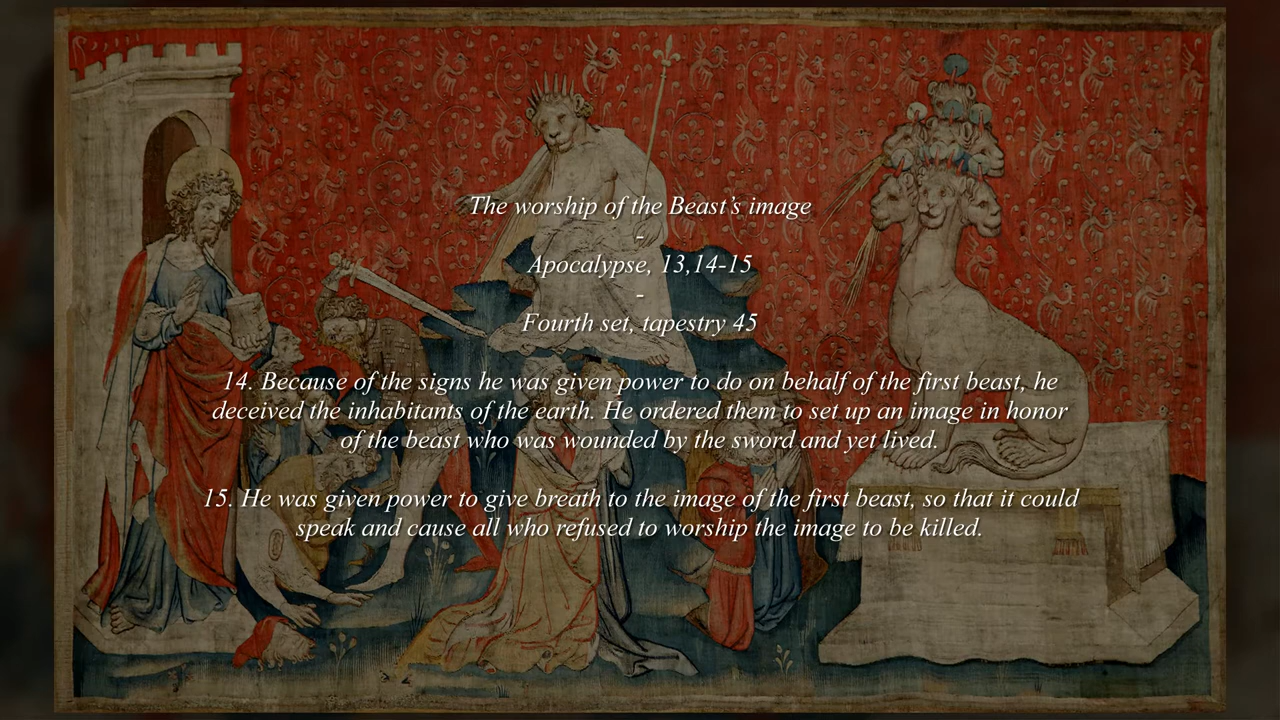 The worship of the Beast’s image
-
Apocalypse, 13,14-15
-
Fourth set, tapestry 45
14. Because of the signs he was given power to do on behalf of the first beast, he
deceived the inhabitants of the earth. He ordered them to set up an image in honor
of the beast who was wounded by the sword and yet lived.
15. He was given power to give breath to the image of the first beast, so that it could
speak and cause all who refused to worship the image to be killed.